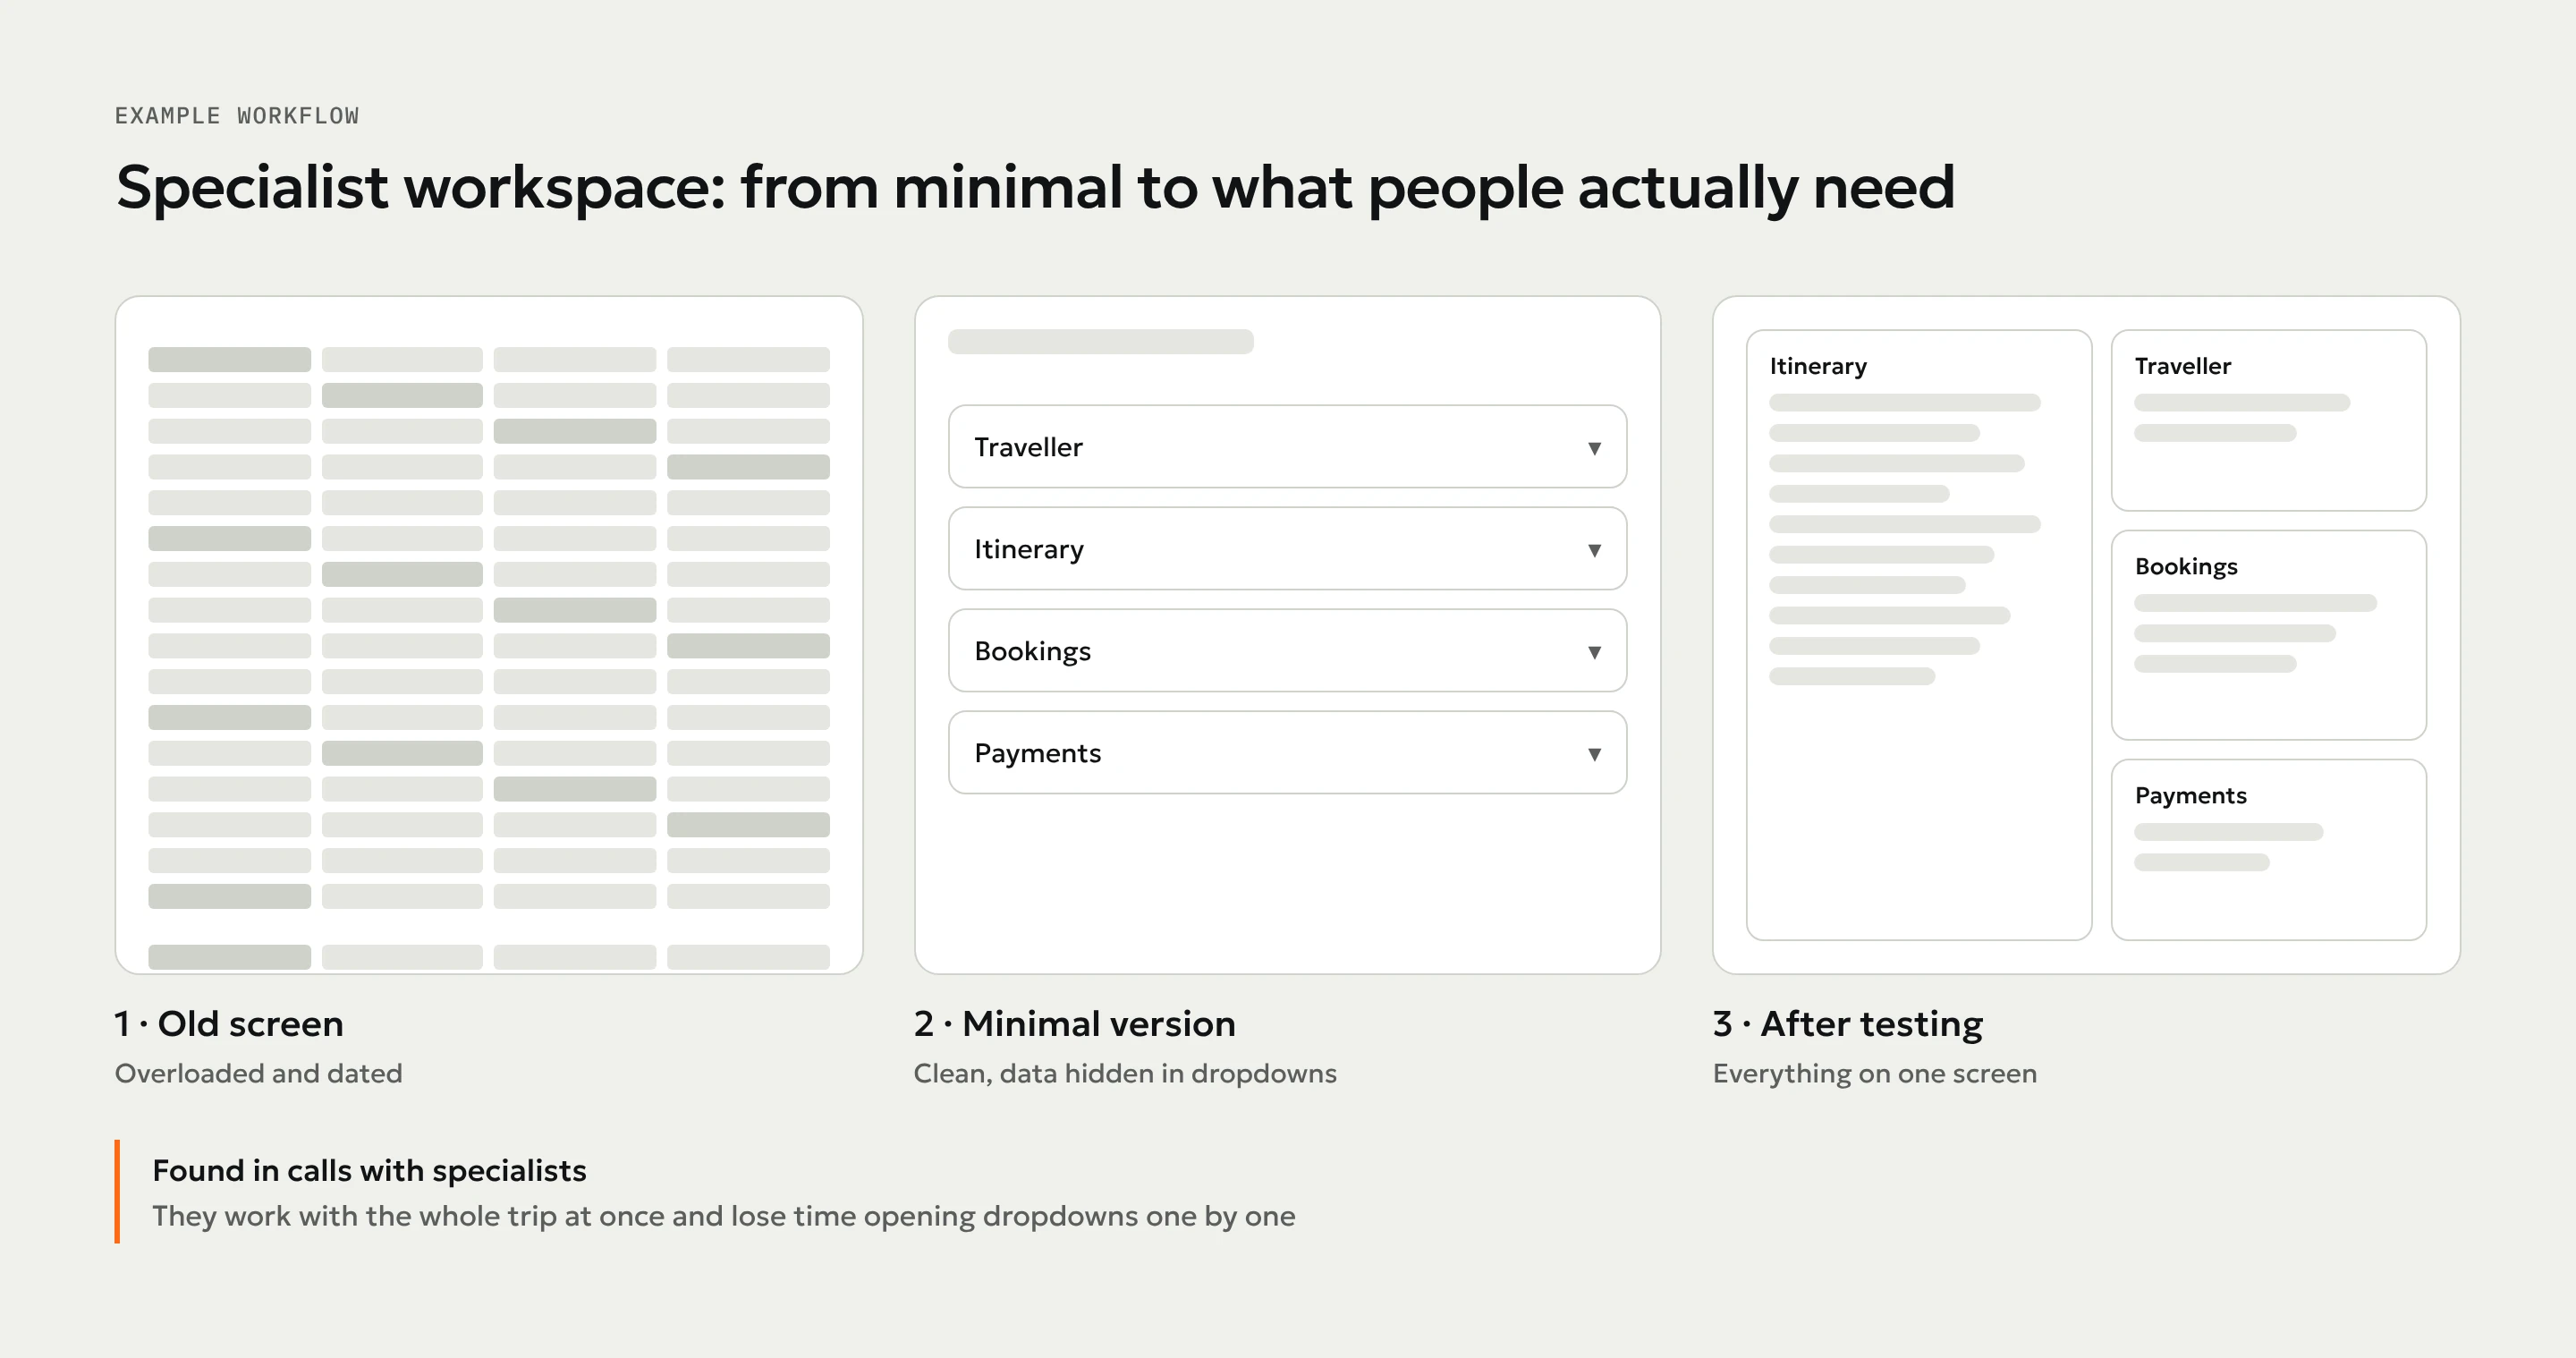 EXAMPLE WORKFLOW
Specialist workspace: from minimal to what people actually need
Traveller ▼
Itinerary ▼
Bookings ▼
Payments ▼
Itinerary
Traveller
Bookings
Payments
1 · Old screen
Overloaded and dated
2 · Minimal version
Clean, data hidden in dropdowns
3 · After testing
Everything on one screen
Found in calls with specialists
They work with the whole trip at once and lose time opening dropdowns one by one